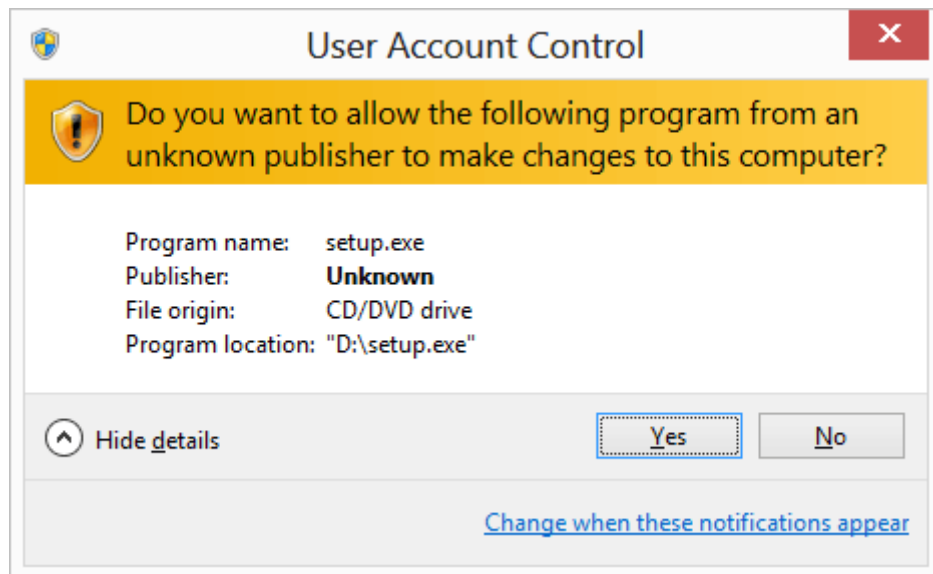 User Account Control
Do you want to allow the following program from an
unknown publisher to make changes to this computer?
Program name: setup.exe
Publisher: Unknown
File origin: CD/DVD drive
Program location: "D:\setup.exe"
Hide details
Yes
No
Change when these notifications appear